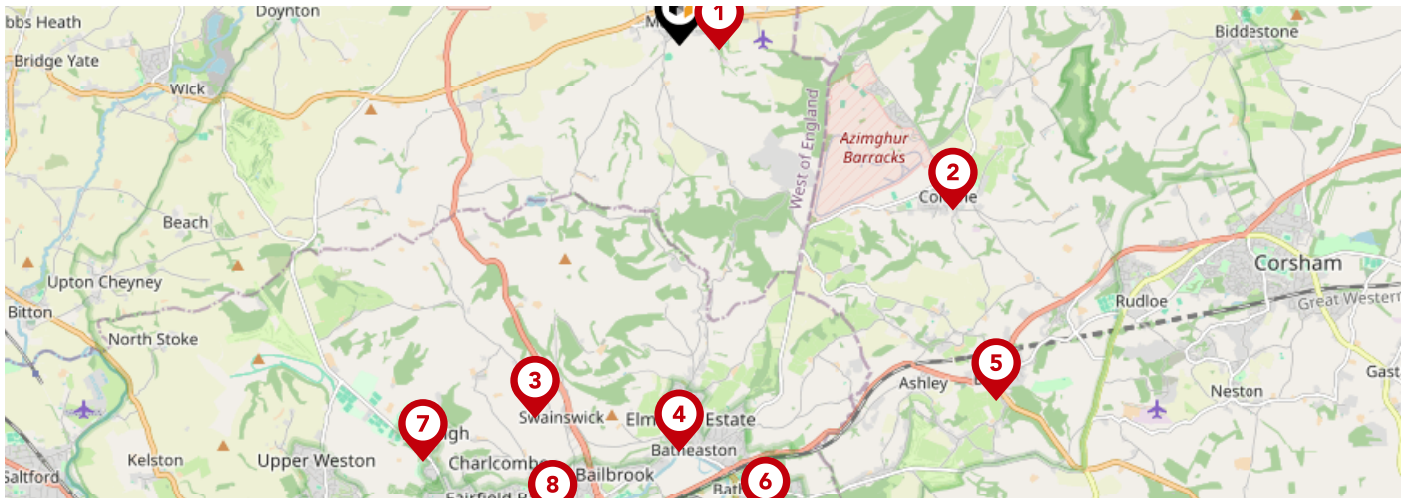 Doynton
bbs Heath
1
Biddestone
Bridge Yate
Wick
West of England
Azimghur
Barracks
2
Beach
Corsham
Upton Cheyney
Great Western
Rudloe
Bitton
North Stoke
5
3
Ashley
Gast
Neston
4
Swainswick
Estate
7
Batheaston
Kelston
Upper Weston
Charlcombe
Bailbrook
Saltford
8
6